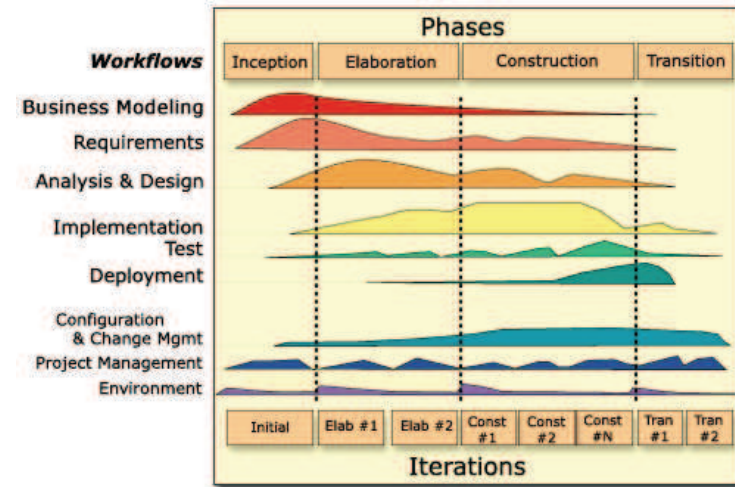 Phases
Workflows
Inception
Elaboration
Construction
Transition
Business Modeling
Requirements
Analysis & Design
Implementation
Test
Deployment
Configuration
& Change Mgmt
Project Management
Environment
Initial
Elab #1
Elab #2
Const
#1
Const
#2
Const
#N
Tran
#1
Tran
#2
Iterations